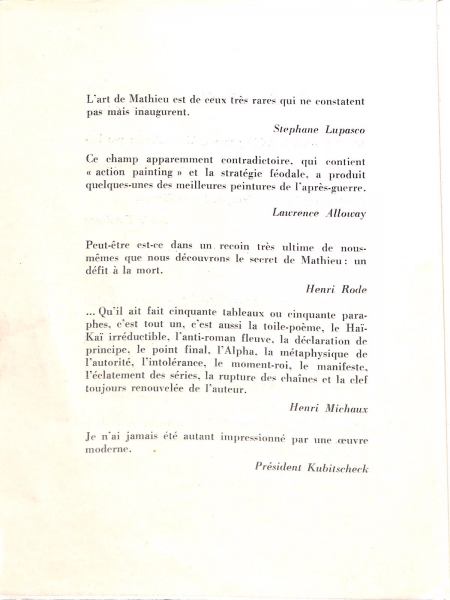 L'art de Mathieu est de ceux très rares qui ne constatent
pas mais inaugurent.
Stephane Lupasco
Ce champ apparemment contradictoire, qui contient
« action painting » et la stratégie féodale, a produit
quelques-unes des meilleures peintures de l'après-guerre.
Lawrence Alloway
Peut-être est-ce dans un recoin très ultime de nous-
mêmes que nous découvrons le secret de Mathieu : un
défit à la mort.
Henri Rode
... Qu'il ait fait cinquante tableaux ou cinquante para-
phes, c'est tout un, c'est aussi la toile-poème, le Haï-
Kaï irréductible, l'anti-roman fleuve, la déclaration de
principe, le point final, l'Alpha, la métaphysique de
l'autorité, l'intolérance, le moment-roi, le manifeste,
l'éclatement des séries, la rupture des chaînes et la clef
toujours renouvelée de l'auteur.
Henri Michaux
Je n'ai jamais été autant impressionné par une œuvre
moderne.
Président Kubitscheck